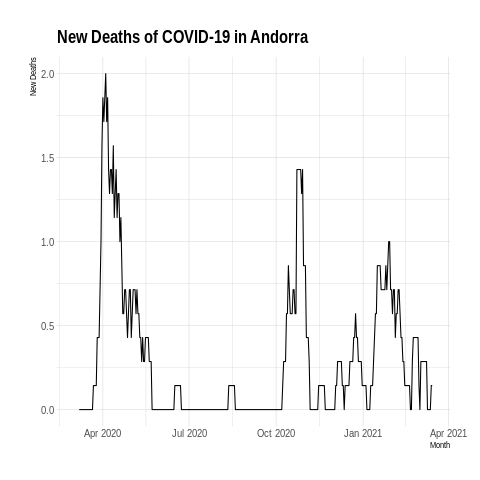 New Deaths of COVID-19 in Andorra
New Deaths
2.0
1.5
1.0
0.5
0.0
Apr 2020 Jul 2020 Oct 2020 Jan 2021 Apr 2021
Month